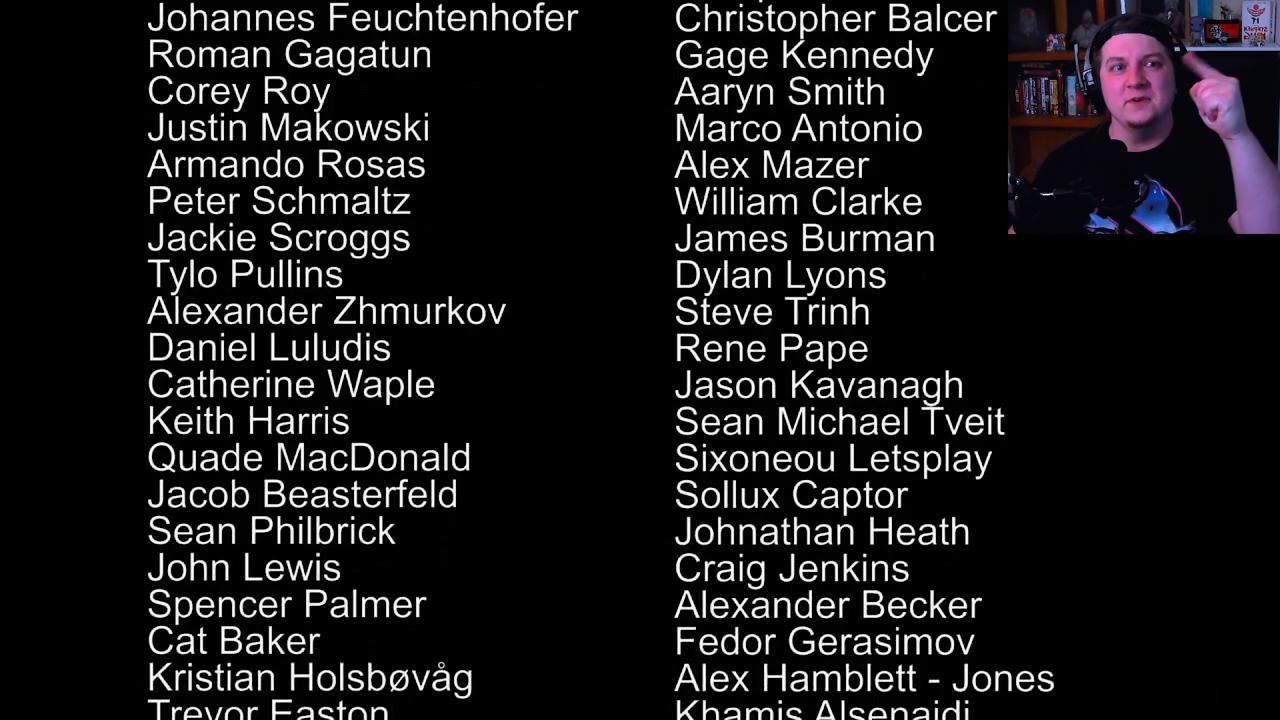 Johannes Feuchtenhofer
Roman Gagatun
Corey Roy
Justin Makowski
Armando Rosas
Peter Schmaltz
Jackie Scroggs
Tylo Pullins
Alexander Zhmurkov
Daniel Luludis
Catherine Waple
Keith Harris
Quade MacDonald
Jacob Beasterfeld
Sean Philbrick
John Lewis
Spencer Palmer
Cat Baker
Kristian Holsbøvåg
Trevor Easton
Christopher Balcer
Gage Kennedy
Aaryn Smith
Marco Antonio
Alex Mazer
William Clarke
James Burman
Dylan Lyons
Steve Trinh
Rene Pape
Jason Kavanagh
Sean Michael Tveit
Sixoneou Letsplay
Sollux Captor
Johnathan Heath
Craig Jenkins
Alexander Becker
Fedor Gerasimov
Alex Hamblett - Jones
Khamis Alsenaidi